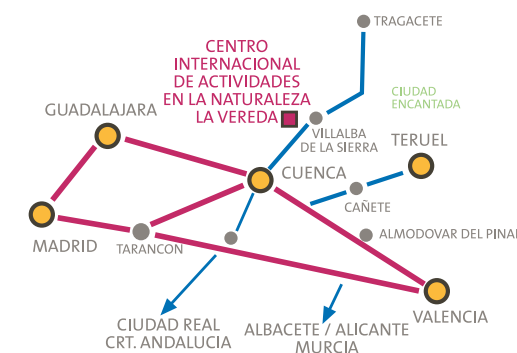 TRAGACETE
CENTRO
INTERNACIONAL
DE ACTIVIDADES
EN LA NATURALEZA
LA VEREDA
CIUDAD
ENCANTADA
GUADALAJARA
VILLALBA
DE LA SIERRA
TERUEL
CUENCA
CAÑETE
MADRID
TARANCON
ALMODOVAR DEL PINAR
VALENCIA
CIUDAD REAL
CRT. ANDALUCIA
ALBACETE / ALICANTE
MURCIA